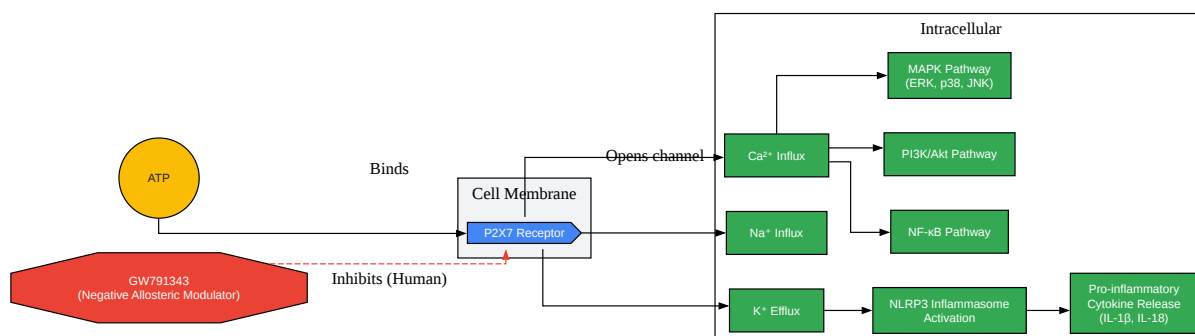 Intracellular
MAPK Pathway
(ERK, p38, JNK)
Opens channel
Ca²⁺ Influx
PI3K/Akt Pathway
ATP
Binds
Cell Membrane
P2X7 Receptor
Na⁺ Influx
NF-κB Pathway
GW791343
(Negative Allosteric Modulator)
Inhibits (Human)
K⁺ Efflux
NLRP3 Inflammasome
Activation
Pro-inflammatory
Cytokine Release
(IL-1β, IL-18)